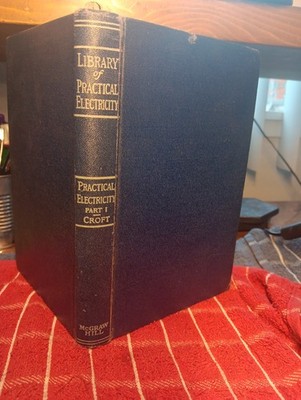 LIBRARY
of
PRACTICAL
ELECTRICITY
PRACTICAL
ELECTRICITY
PART I
CROFT
MCGRAW
HILL